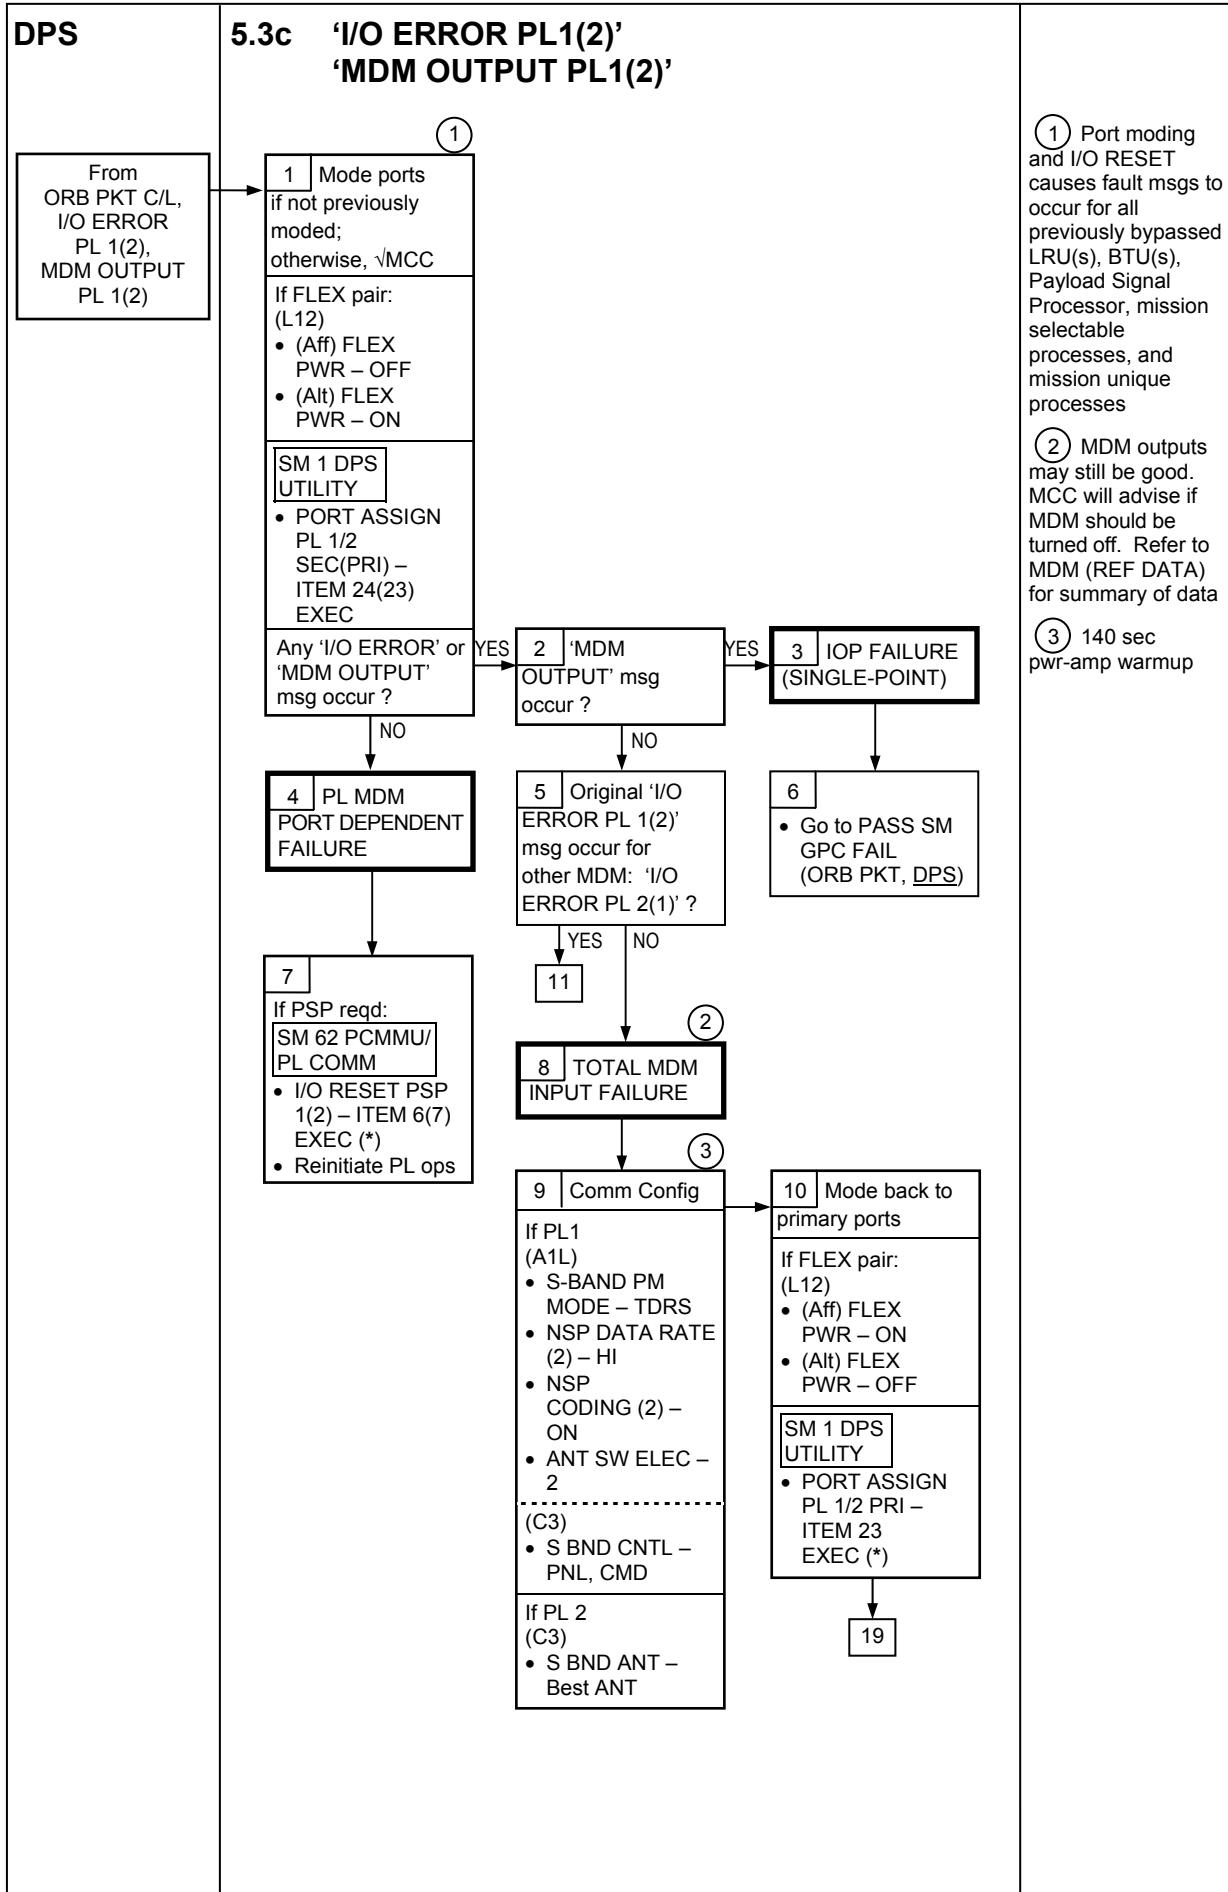 DPS
5.3c ‘I/O ERROR PL1(2)’
‘MDM OUTPUT PL1(2)’
From
ORB PKT C/L,
I/O ERROR
PL 1(2),
MDM OUTPUT
PL 1(2)
1
1 Mode ports
if not previously
moded;
otherwise, √MCC
If FLEX pair:
(L12)
• (Aff) FLEX
PWR – OFF
• (Alt) FLEX
PWR – ON
SM 1 DPS
UTILITY
• PORT ASSIGN
PL 1/2
SEC(PRI) –
ITEM 24(23)
EXEC
Any ‘I/O ERROR’ or
‘MDM OUTPUT’
msg occur ?
YES
NO
2 ‘MDM
OUTPUT’ msg
occur ?
YES
NO
3 IOP FAILURE
(SINGLE-POINT)
4 PL MDM
PORT DEPENDENT
FAILURE
5 Original ‘I/O
ERROR PL 1(2)’
msg occur for
other MDM: ‘I/O
ERROR PL 2(1)’ ?
YES
NO
11
6
• Go to PASS SM
GPC FAIL
(ORB PKT, DPS)
7
If PSP reqd:
SM 62 PCMMU/
PL COMM
• I/O RESET PSP
1(2) – ITEM 6(7)
EXEC (*)
• Reinitiate PL ops
2
8 TOTAL MDM
INPUT FAILURE
3
9 Comm Config
If PL1
(A1L)
• S-BAND PM
MODE – TDRS
• NSP DATA RATE
(2) – HI
• NSP
CODING (2) –
ON
• ANT SW ELEC –
2
(C3)
• S BND CNTL –
PNL, CMD
If PL 2
(C3)
• S BND ANT –
Best ANT
10 Mode back to
primary ports
If FLEX pair:
(L12)
• (Aff) FLEX
PWR – ON
• (Alt) FLEX
PWR – OFF
SM 1 DPS
UTILITY
• PORT ASSIGN
PL 1/2 PRI –
ITEM 23
EXEC (*)
19
1 Port moding
and I/O RESET
causes fault msgs to
occur for all
previously bypassed
LRU(s), BTU(s),
Payload Signal
Processor, mission
selectable
processes, and
mission unique
processes
2 MDM outputs
may still be good.
MCC will advise if
MDM should be
turned off. Refer to
MDM (REF DATA)
for summary of data
3 140 sec
pwr-amp warmup